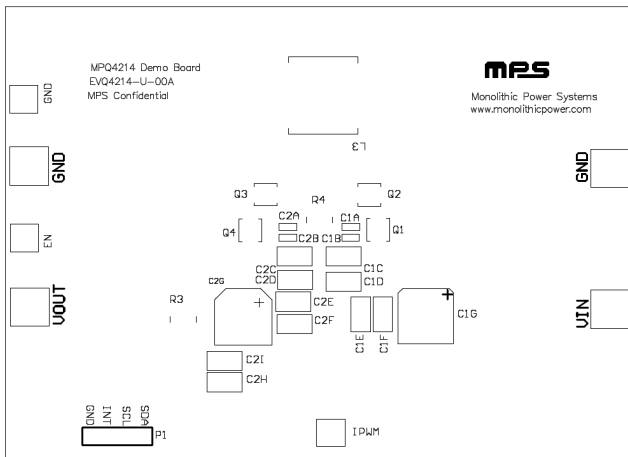 MPQ4214 Demo Board
EVQ4214-U-00A
MPS Confidential
mps
Monolithic Power Systems
www.monolithicpower.com
GND
GND
EN
VOUT
GND
VIN
L3
Q3
R4
Q2
C2A
C1A
Q4
Q1
C2B
C1B
C2C
C1C
C2D
C1D
C2G
C2E
R3
C2F
C1E
C1F
C1G
C2I
C2H
GND
INT
SCL
SDA
P1
IPWM